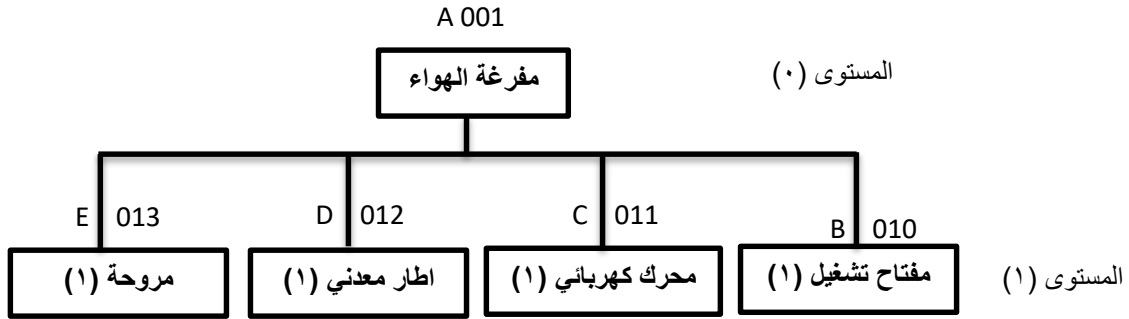 A 001
مفرغة الهواء
المستوى (٠)
B 010
C 011
D 012
E 013
مفتاح تشغيل (١)
محرك كهربائي (١)
اطار معدني (١)
مروحة (١)
المستوى (١)